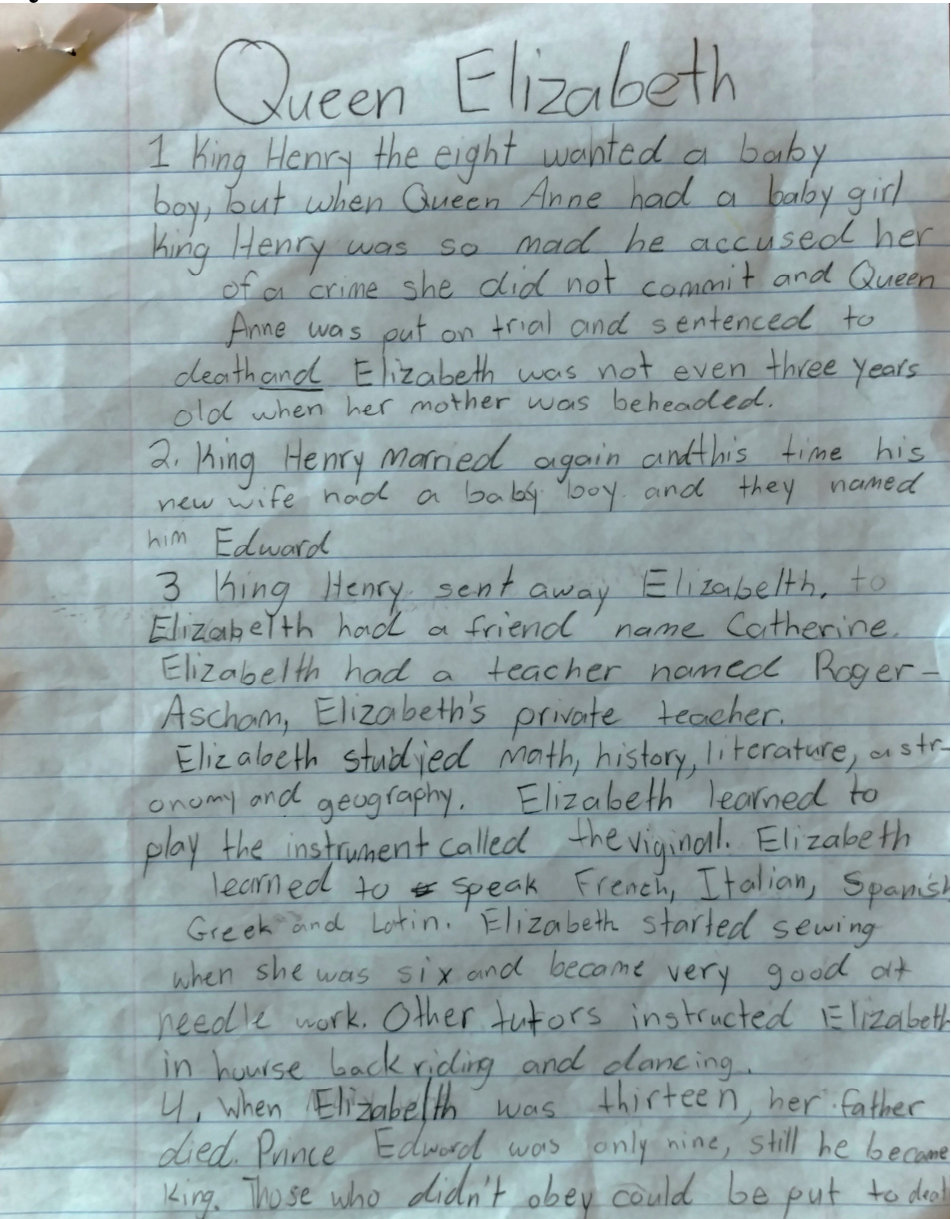 Queen Elizabeth
1 King Henry the eight wanted a baby
boy, but when Queen Anne had a baby girl
King Henry was so mad he accused her
of a crime she did not commit and Queen
Anne was put on trial and sentenced to
death and Elizabeth was not even three years
old when her mother was beheaded.
2. King Henry married again and this time his
new wife had a baby boy and they named
him Edward
3 King Henry sent away Elizabelth, to
Elizabelth had a friend name Catherine.
Elizabelth had a teacher named Roger-
Ascham, Elizabeth's private teacher.
Elizabeth studyied math, history, literature, astr-
onomy and geography. Elizabeth learned to
play the instrument called the viginal. Elizabeth
learned to speak French, Italian, Spanish
Greek and Latin. Elizabeth started sewing
when she was six and became very good at
needle work. Other tutors instructed Elizabeth
in hourse back riding and dancing.
4. When Elizabelth was thirteen, her father
died. Prince Edward was only nine, still he became
King. Those who didn't obey could be put to deat